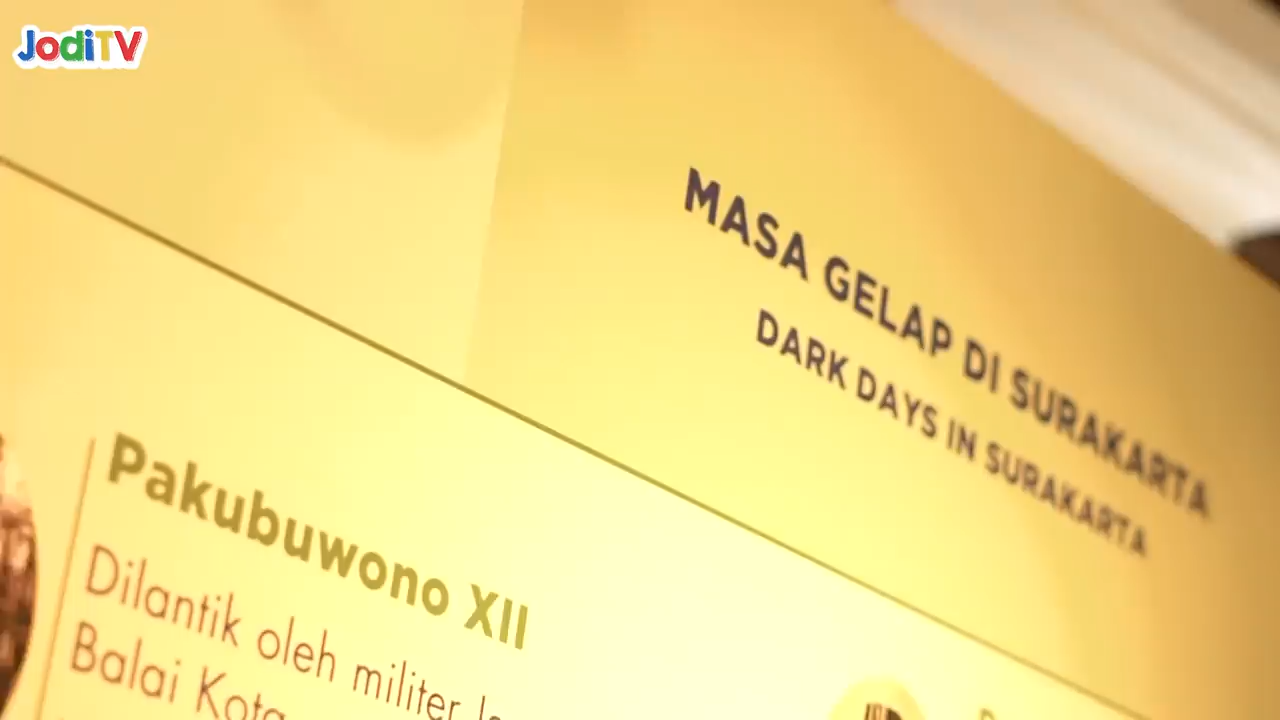 JodiTV
MASA GELAP DI SURAKARTA
DARK DAYS IN SURAKARTA
Pakubuwono XII
Dilantik oleh militer
Balai Kota